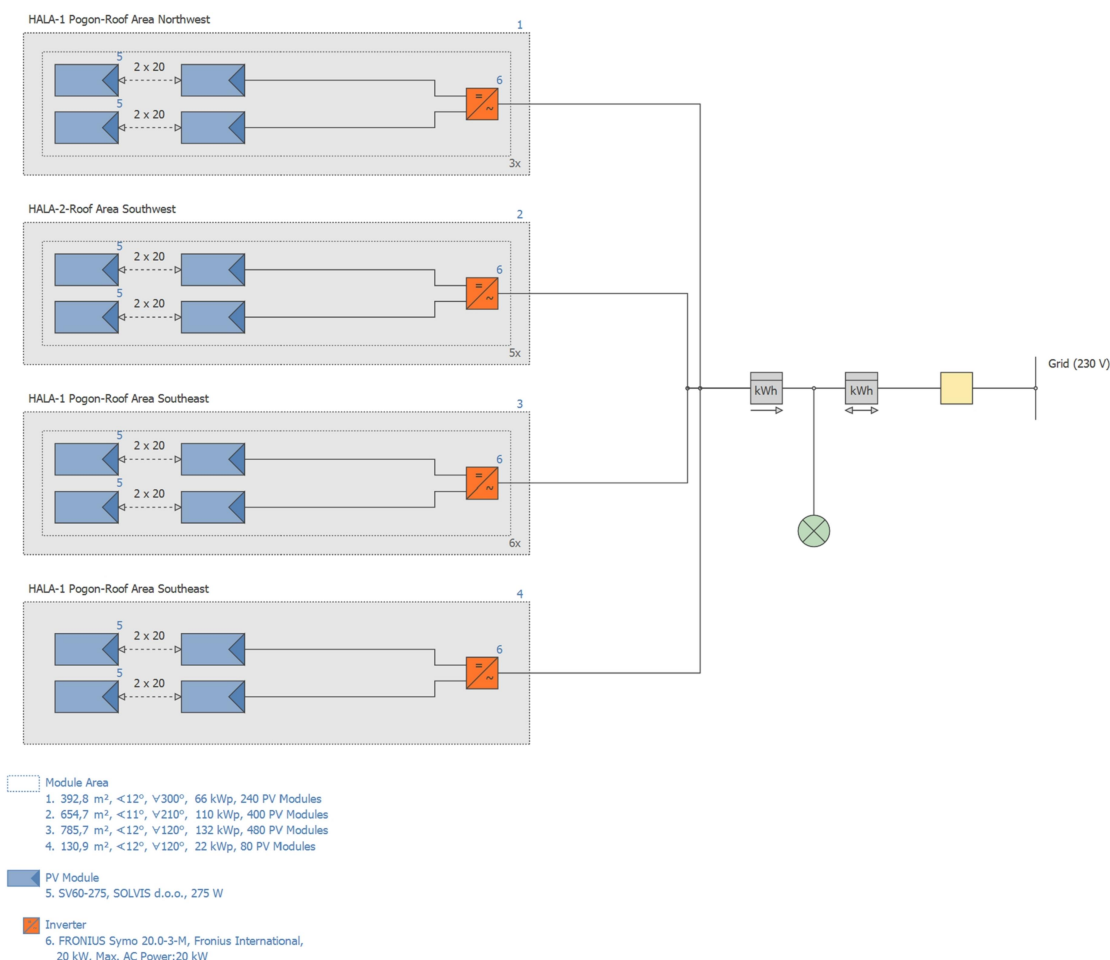 HALA-1 Pogon-Roof Area Northwest
1
5
2 x 20
6
5
2 x 20
3x
HALA-2-Roof Area Southwest
2
5
2 x 20
6
5
2 x 20
5x
Grid (230 V)
kWh
kWh
HALA-1 Pogon-Roof Area Southeast
3
5
2 x 20
6
5
2 x 20
6x
HALA-1 Pogon-Roof Area Southeast
4
5
2 x 20
6
5
2 x 20
Module Area
1. 392,8 m², ∢12°, ∀300°, 66 kWp, 240 PV Modules
2. 654,7 m², ∢11°, ∀210°, 110 kWp, 400 PV Modules
3. 785,7 m², ∢12°, ∀120°, 132 kWp, 480 PV Modules
4. 130,9 m², ∢12°, ∀120°, 22 kWp, 80 PV Modules
PV Module
5. SV60-275, SOLVIS d.o.o., 275 W
Inverter
6. FRONIUS Symo 20.0-3-M, Fronius International,
20 kW, Max. AC Power:20 kW